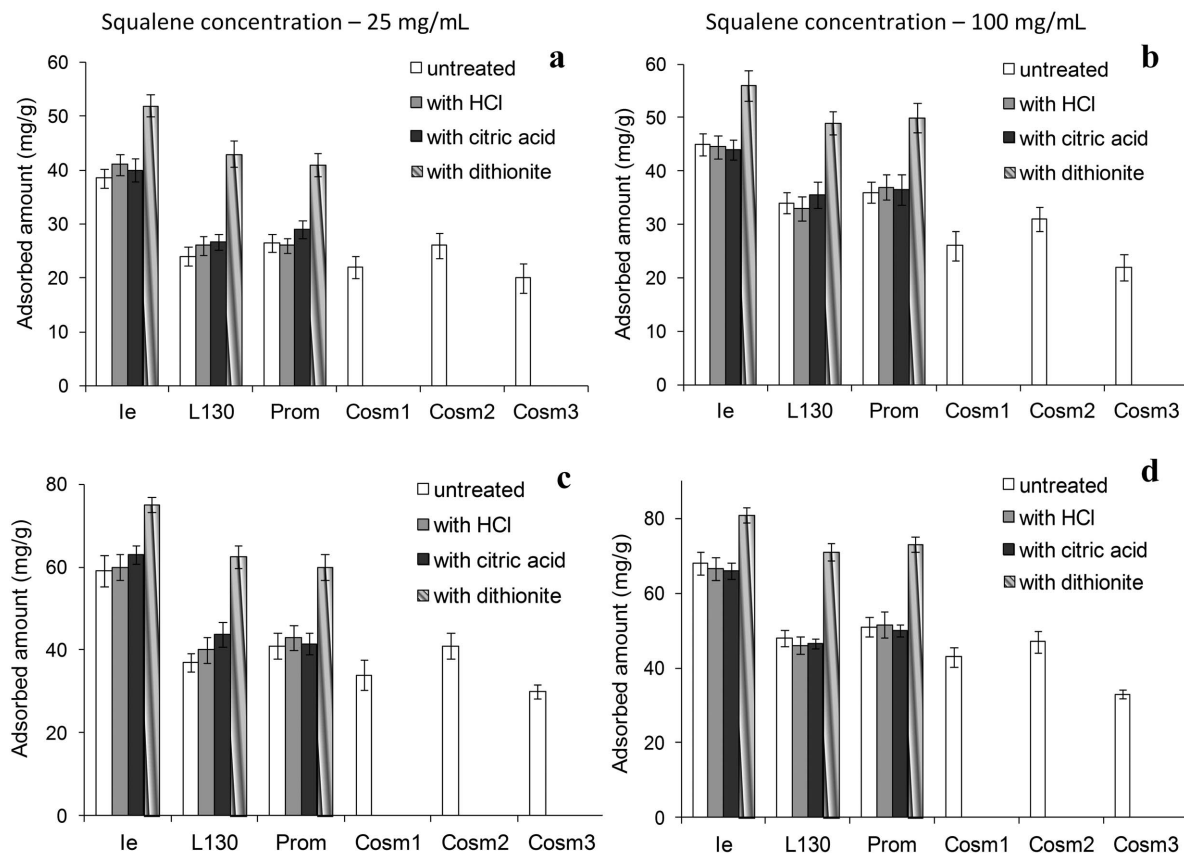 Squalene concentration – 25 mg/mL
Squalene concentration – 100 mg/mL
a
Adsorbed amount (mg/g)
60
50
40
30
20
10
0
untreated
with HCl
with citric acid
with dithionite
Ie L130 Prom Cosm1 Cosm2 Cosm3
b
Adsorbed amount (mg/g)
60
50
40
30
20
10
0
untreated
with HCl
with citric acid
with dithionite
Ie L130 Prom Cosm1 Cosm2 Cosm3
c
Adsorbed amount (mg/g)
80
60
40
20
0
untreated
with HCl
with citric acid
with dithionite
Ie L130 Prom Cosm1 Cosm2 Cosm3
d
Adsorbed amount (mg/g)
80
60
40
20
0
untreated
with HCl
with citric acid
with dithionite
Ie L130 Prom Cosm1 Cosm2 Cosm3